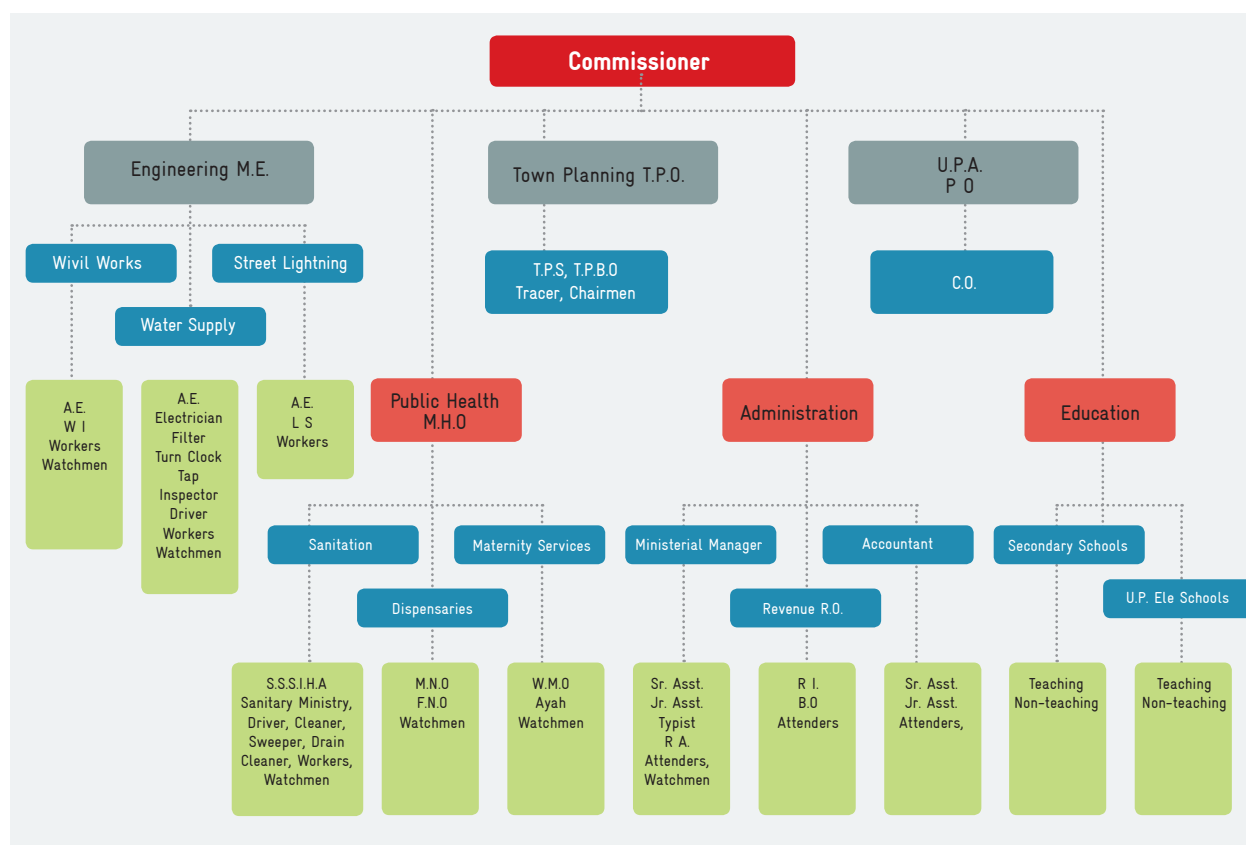 Commissioner
Engineering M.E.
Town Planning T.P.O.
U.P.A.
P O
Wivil Works
Street Lightning
Water Supply
T.P.S, T.P.B.O
Tracer, Chairmen
C.O.
A.E.
W I
Workers
Watchmen
A.E.
Electrician
Filter
Turn Clock
Tap
Inspector
Driver
Workers
Watchmen
A.E.
L S
Workers
Public Health
M.H.O
Administration
Education
Sanitation
Maternity Services
Dispensaries
Ministerial Manager
Accountant
Revenue R.O.
Secondary Schools
U.P. Ele Schools
S.S.S.I.H.A
Sanitary Ministry,
Driver, Cleaner,
Sweeper, Drain
Cleaner, Workers,
Watchmen
M.N.O
F.N.O
Watchmen
W.M.O
Ayah
Watchmen
Sr. Asst.
Jr. Asst.
Typist
R A.
Attenders,
Watchmen
R I.
B.O
Attenders
Sr. Asst.
Jr. Asst.
Attenders,
Teaching
Non-teaching
Teaching
Non-teaching